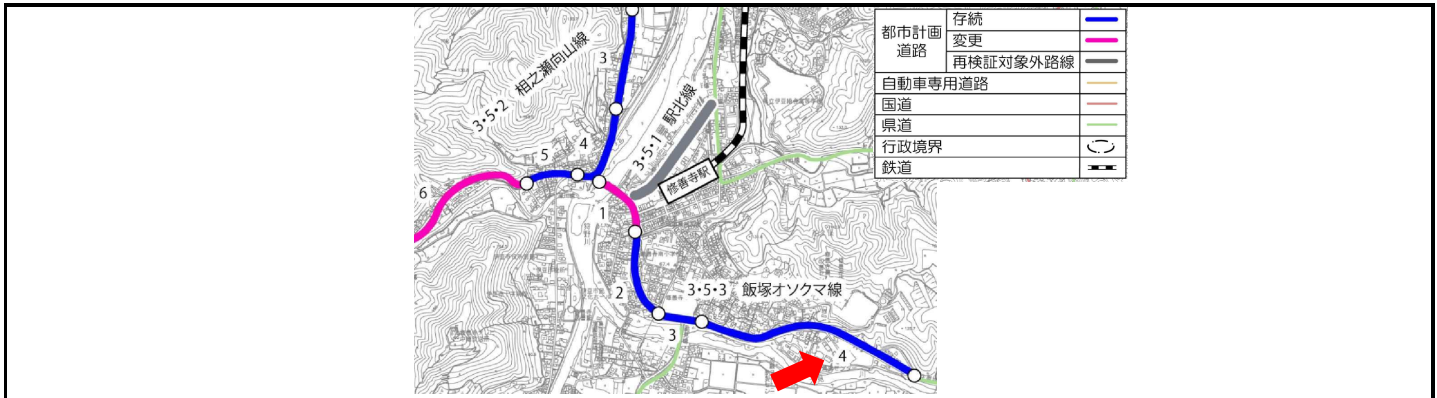 都市計画
道路
存続
変更
再検証対象外路線
自動車専用道路
国道
県道
行政境界
鉄道
3・5・2 相之瀬向山線
3
3・5・1 駅北線
5
4
6
修善寺駅
1
2
3・5・3 飯塚オソクマ線
3
4